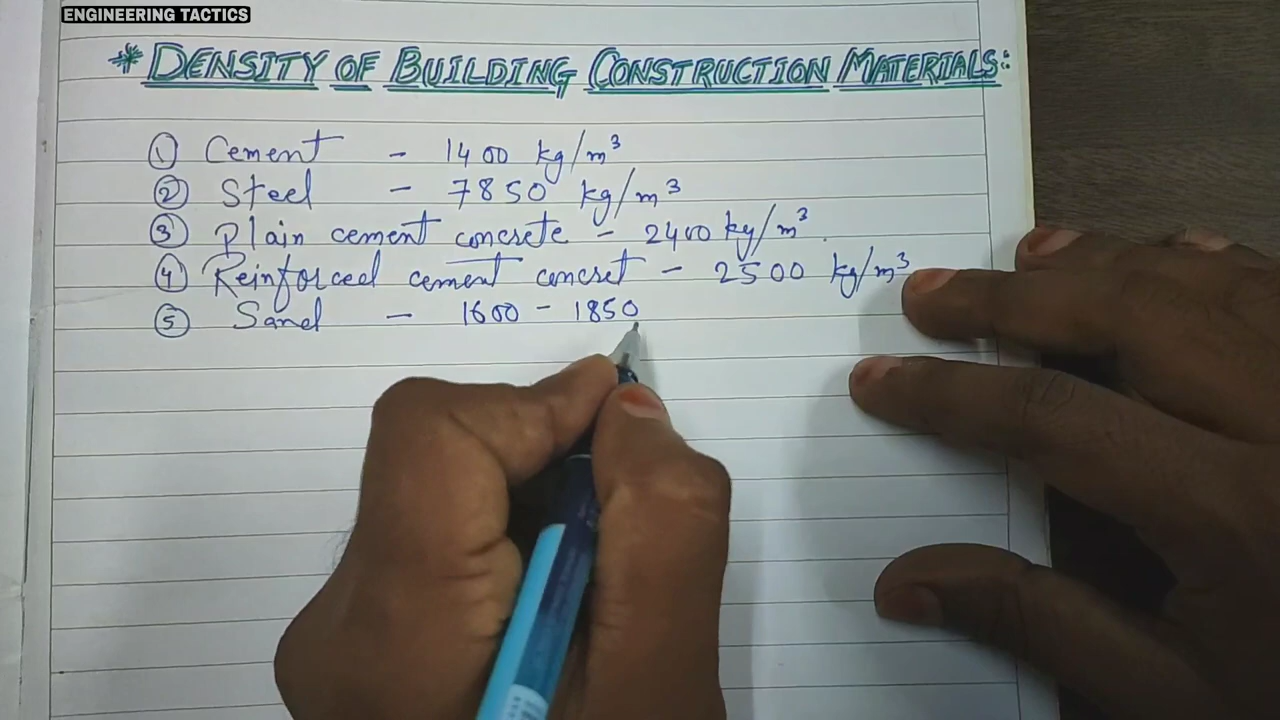 ENGINEERING TACTICS
* DENSITY OF BUILDING CONSTRUCTION MATERIALS:
① Cement - 1400 kg/m³
② Steel - 7850 kg/m³
③ Plain cement concrete - 2400 kg/m³.
④ Reinforced cement concret - 2500 kg/m³
⑤ Sand - 1600 - 1850